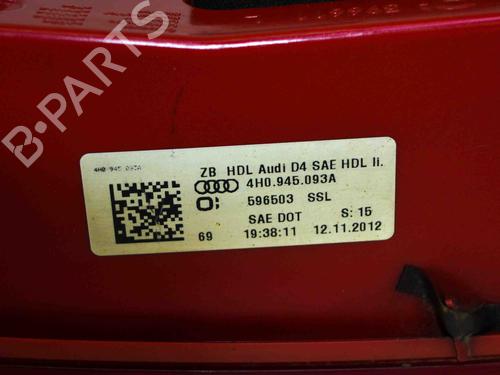 ZB HDL Audi D4 SAE HDL li.
4H0.945.093A
4H0.945.093A
596503 SSL
SAE DOT S: 15
69 19:38:11 12.11.2012
B-PARTS